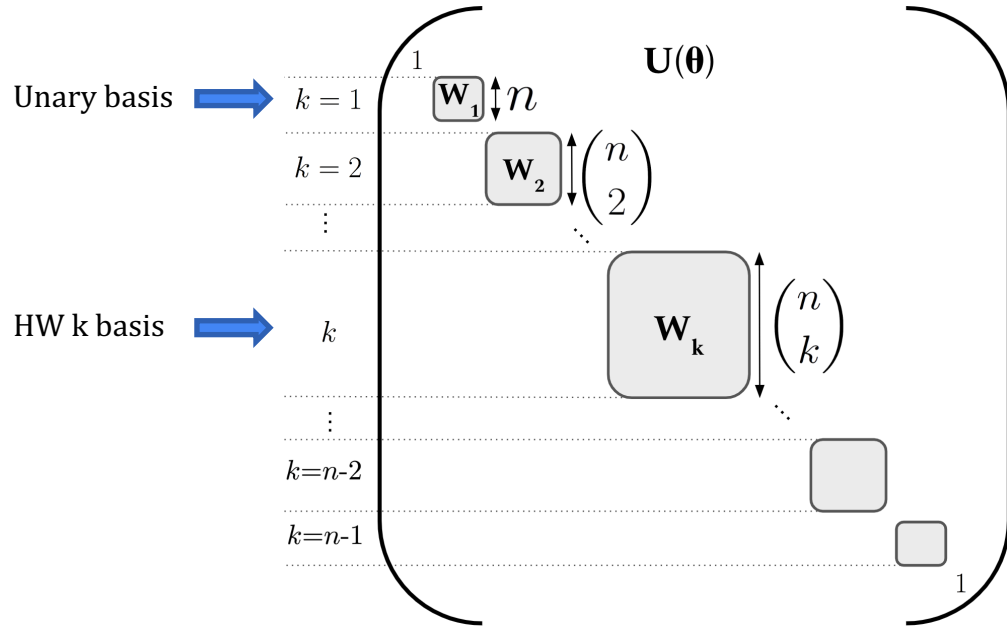 U(θ)
1
Unary basis
k = 1
W₁
n
k = 2
W₂
(n 2)
⋮
⋱
HW k basis
k
Wₖ
(n k)
⋮
⋱
k=n-2
k=n-1
1